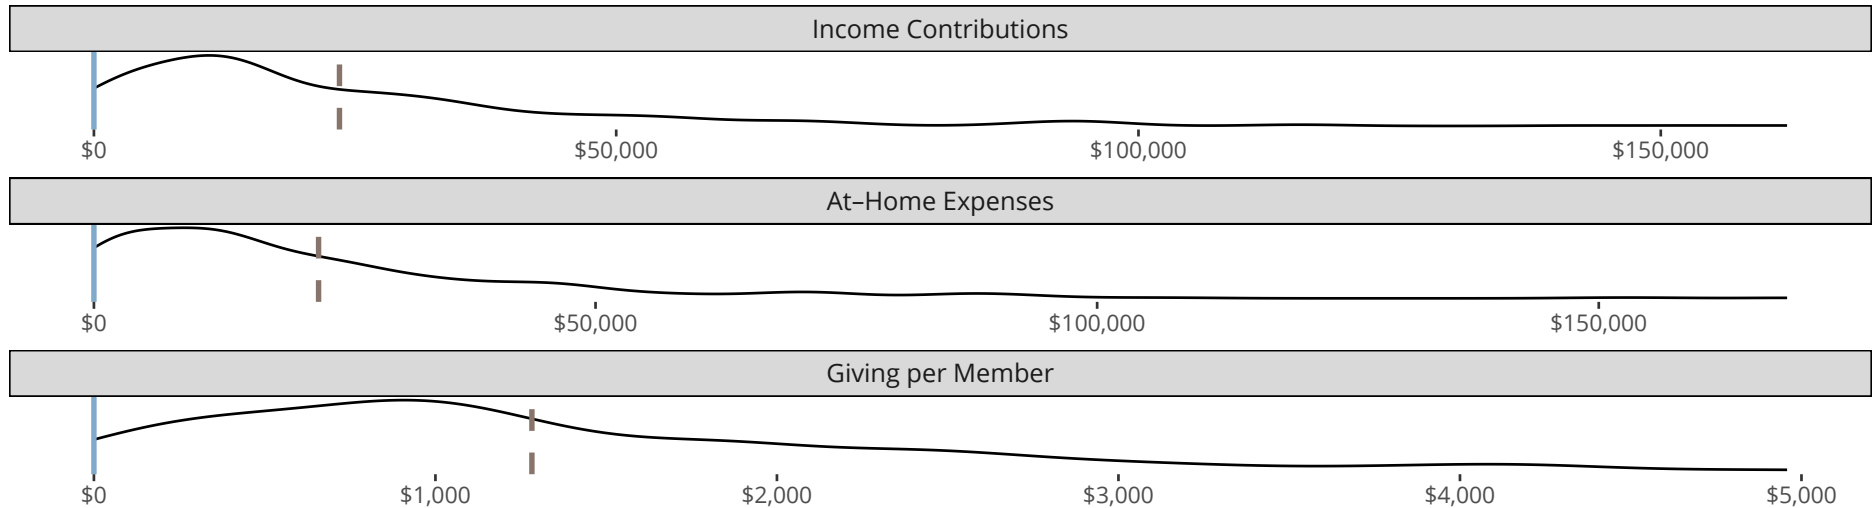 Income Contributions
$0 $50,000 $100,000 $150,000
At–Home Expenses
$0 $50,000 $100,000 $150,000
Giving per Member
$0 $1,000 $2,000 $3,000 $4,000 $5,000